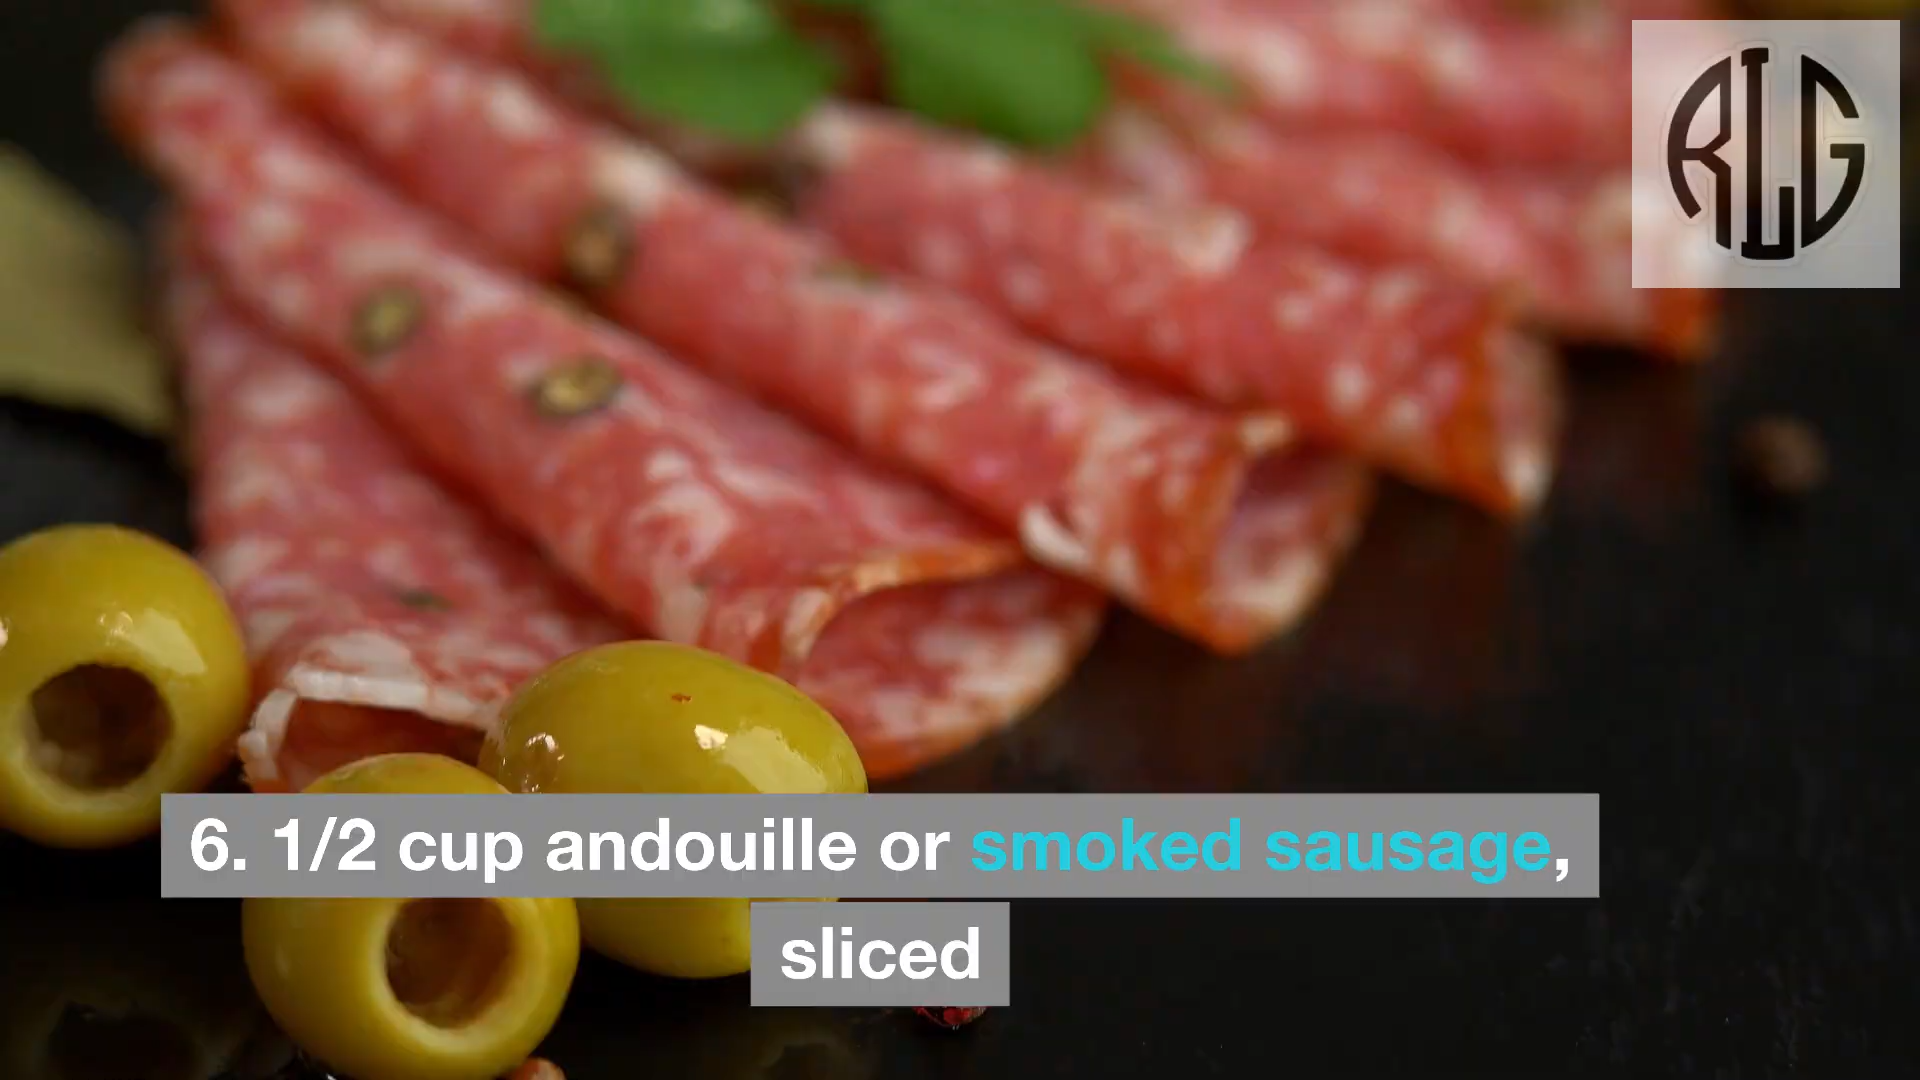 RLG
6. 1/2 cup andouille or smoked sausage,
sliced